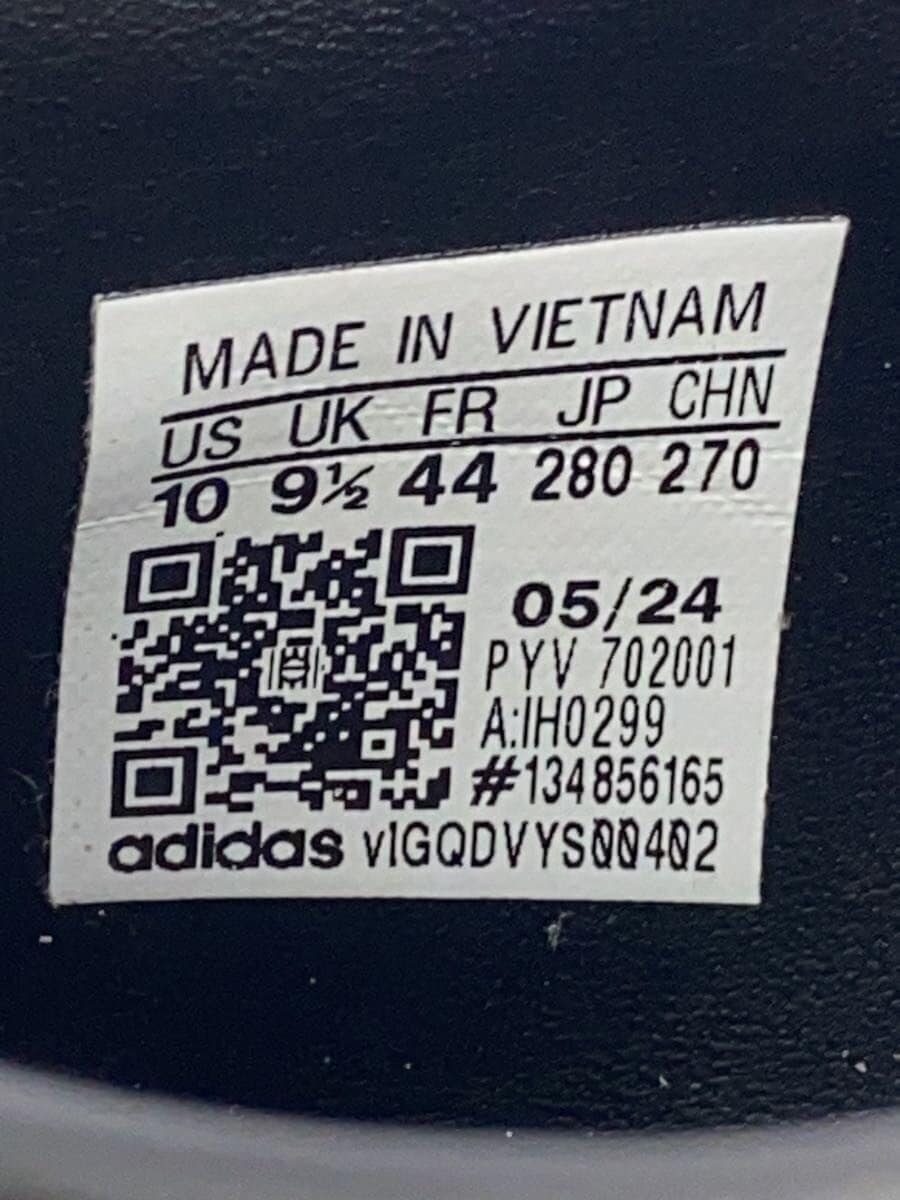 MADE IN VIETNAM
US UK FR JP CHN
10 9½ 44 280 270
05/24
PYV 702001
A:IH0299
#134856165
adidas vIGQDVYS00402